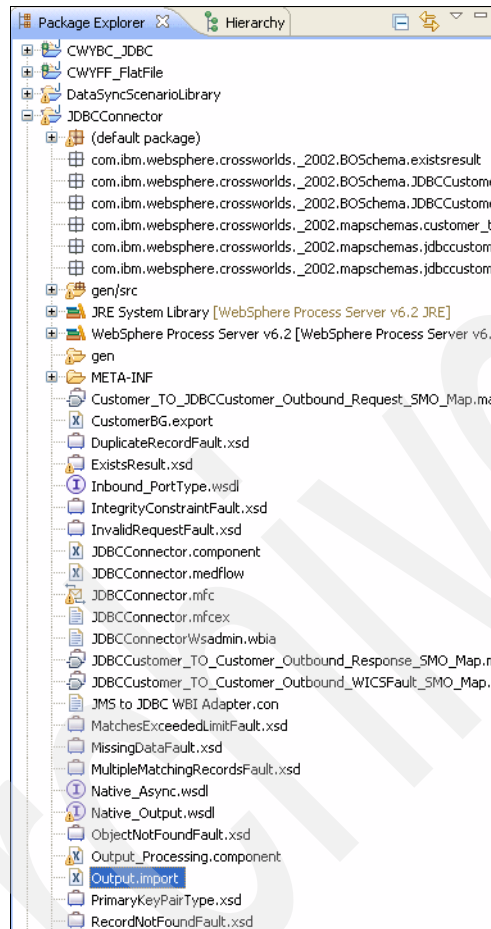 Package Explorer Hierarchy
CWYBC_JDBC
CWYFF_FlatFile
DataSyncScenarioLibrary
JDBCConnector
(default package)
com.ibm.websphere.crossworlds._2002.BOSchema.existsresult
com.ibm.websphere.crossworlds._2002.BOSchema.JDBCCustome
com.ibm.websphere.crossworlds._2002.BOSchema.JDBCCustome
com.ibm.websphere.crossworlds._2002.mapschemas.customer_t
com.ibm.websphere.crossworlds._2002.mapschemas.jdbccustom
com.ibm.websphere.crossworlds._2002.mapschemas.jdbccustom
gen/src
JRE System Library [WebSphere Process Server v6.2 JRE]
WebSphere Process Server v6.2 [WebSphere Process Server v6.
gen
META-INF
Customer_TO_JDBCCustomer_Outbound_Request_SMO_Map.ma
CustomerBG.export
DuplicateRecordFault.xsd
ExistsResult.xsd
Inbound_PortType.wsdl
IntegrityConstraintFault.xsd
InvalidRequestFault.xsd
JDBCConnector.component
JDBCConnector.medflow
JDBCConnector.mfc
JDBCConnector.mfcex
JDBCConnectorWsadmin.wbia
JDBCCustomer_TO_Customer_Outbound_Response_SMO_Map.m
JDBCCustomer_TO_Customer_Outbound_WICSFault_SMO_Map.
JMS to JDBC WBI Adapter.con
MatchesExceededLimitFault.xsd
MissingDataFault.xsd
MultipleMatchingRecordsFault.xsd
Native_Async.wsdl
Native_Output.wsdl
ObjectNotFoundFault.xsd
Output_Processing.component
Output.import
PrimaryKeyPairType.xsd
RecordNotFoundFault.xsd